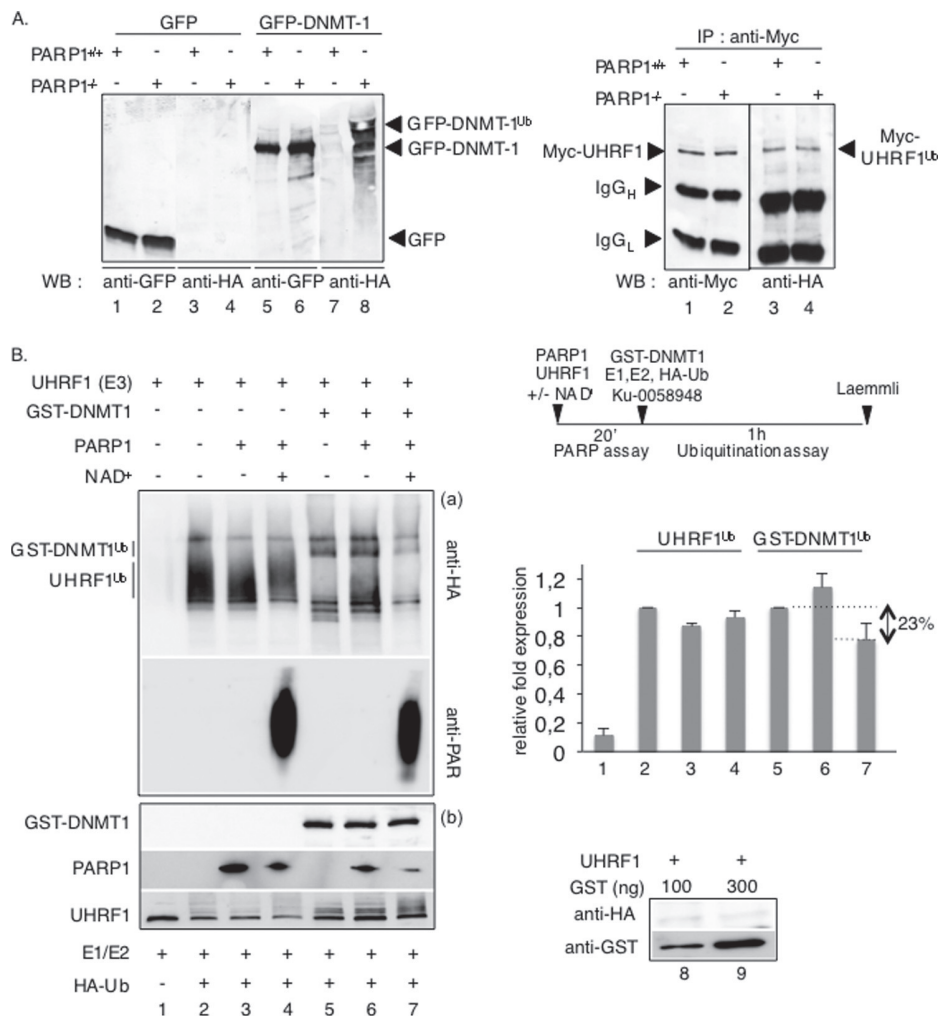 A.
GFP GFP-DNMT-1
PARP1+/+ + - + - + - + -
PARP1-/- - + - + - + - +
GFP-DNMT-1Ub
GFP-DNMT-1
GFP
WB : anti-GFP anti-HA anti-GFP anti-HA
1 2 3 4 5 6 7 8
IP : anti-Myc
PARP1+/+ + - + -
PARP1-/- - + - +
Myc-UHRF1
Myc-
UHRF1Ub
IgGH
IgGL
WB : anti-Myc anti-HA
1 2 3 4
B.
UHRF1 (E3) + + + + + + +
GST-DNMT1 - - - - + + +
PARP1 - - + + - + +
NAD+ - - - + - - +
(a)
GST-DNMT1Ub
UHRF1Ub
anti-HA
anti-PAR
(b)
GST-DNMT1
PARP1
UHRF1
E1/E2 + + + + + + +
HA-Ub - + + + + + +
1 2 3 4 5 6 7
PARP1
UHRF1
+/- NAD+
GST-DNMT1
E1,E2, HA-Ub
Ku-0058948
Laemmli
20' 1h
PARP assay Ubiquitination assay
UHRF1Ub GST-DNMT1Ub
relative fold expression
1,2
1
0,8
0,6
0,4
0,2
0
23%
1 2 3 4 5 6 7
UHRF1 + +
GST (ng) 100 300
anti-HA
anti-GST
8 9